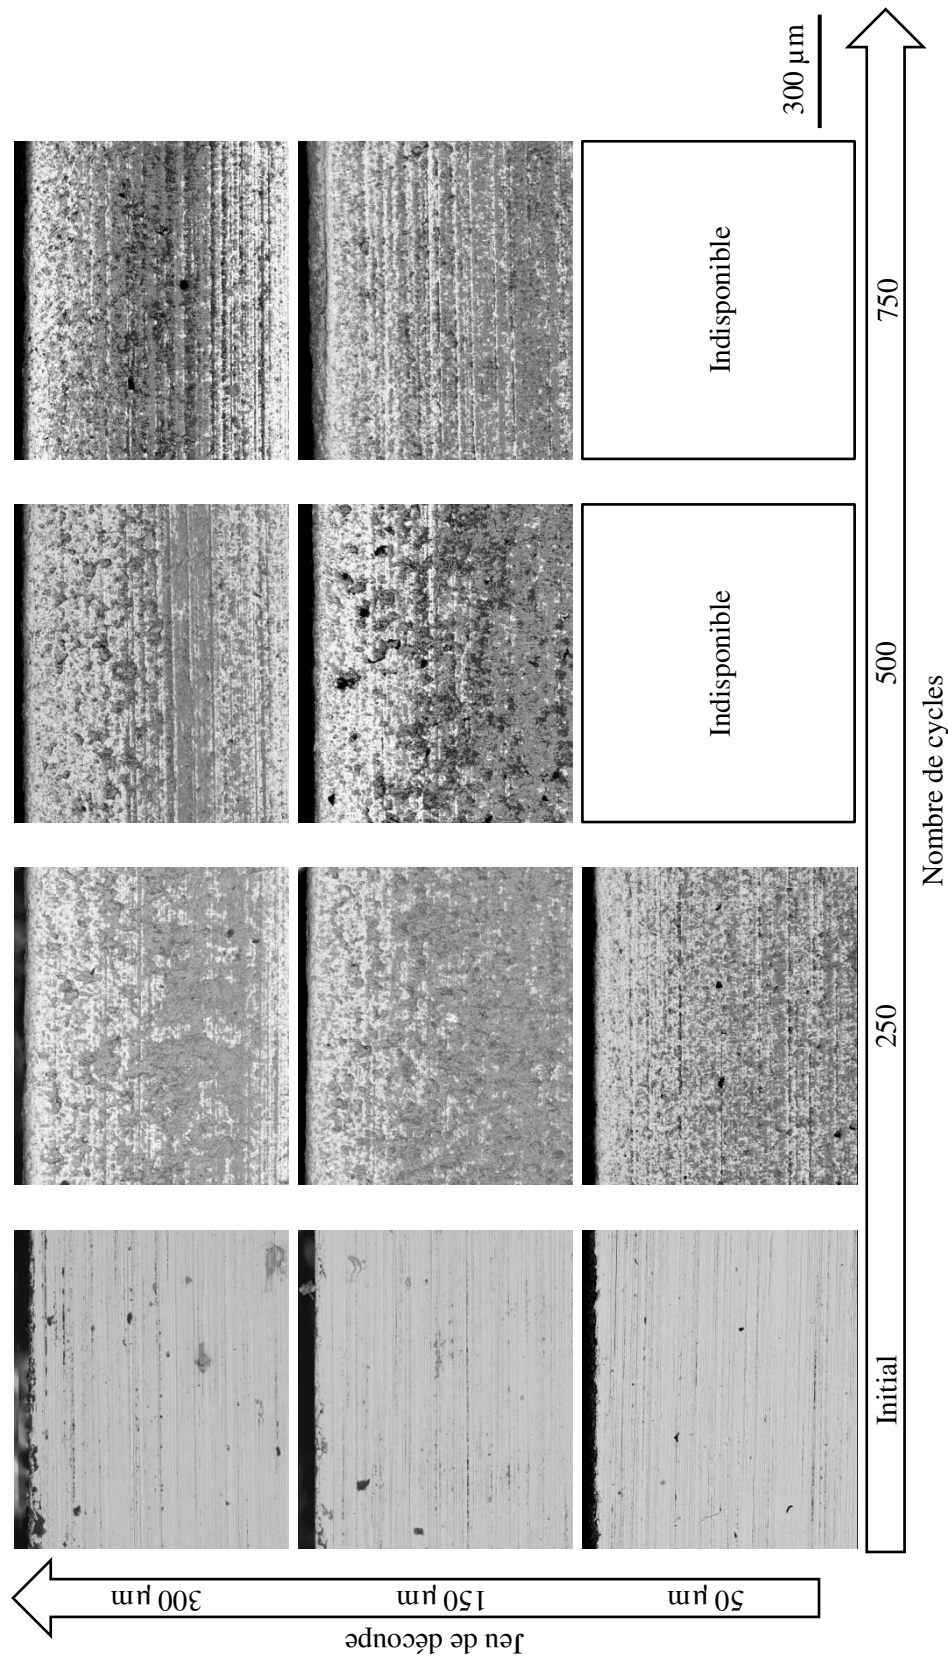 300 µm
Indisponible
Indisponible
Jeu de découpe
300 µm
150 µm
50 µm
Initial
250
500
750
Nombre de cycles